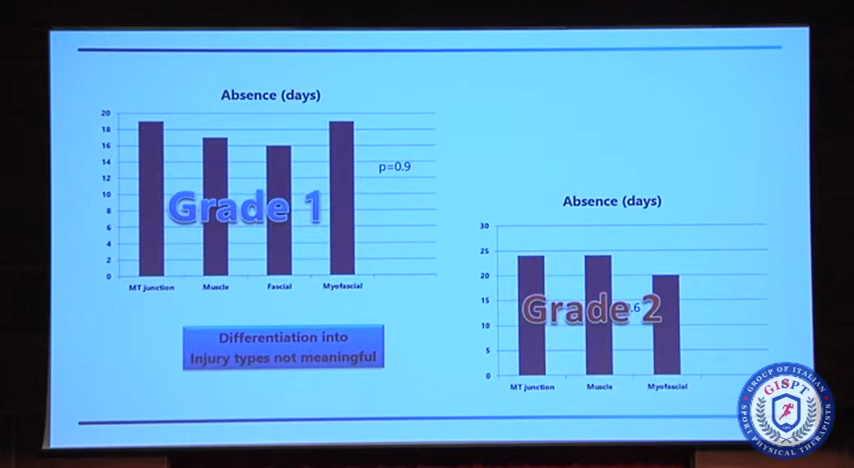 Absence (days)
20
18
16
14
12
10
8
6
4
2
0
p=0.9
Grade 1
MT junction
Muscle
Fascial
Myofascial
Differentiation into
Injury types not meaningful
Absence (days)
30
25
20
15
10
5
0
.6
Grade 2
MT junction
Muscle
Myofascial
GROUP OF ITALIAN
SPORT PHYSICAL THERAPISTS
GISPT